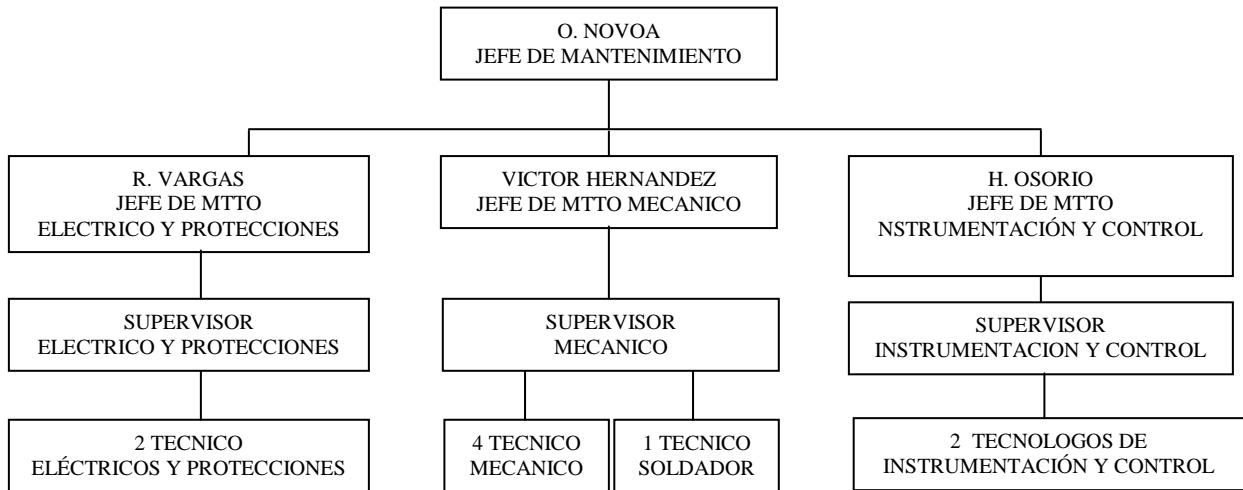 O. NOVOA
JEFE DE MANTENIMIENTO
R. VARGAS
JEFE DE MTTO
ELECTRICO Y PROTECCIONES
VICTOR HERNANDEZ
JEFE DE MTTO MECANICO
H. OSORIO
JEFE DE MTTO
NSTRUMENTACIÓN Y CONTROL
SUPERVISOR
ELECTRICO Y PROTECCIONES
SUPERVISOR
MECANICO
SUPERVISOR
INSTRUMENTACION Y CONTROL
2 TECNICO
ELÉCTRICOS Y PROTECCIONES
4 TECNICO
MECANICO
1 TECNICO
SOLDADOR
2 TECNOLOGOS DE
INSTRUMENTACIÓN Y CONTROL